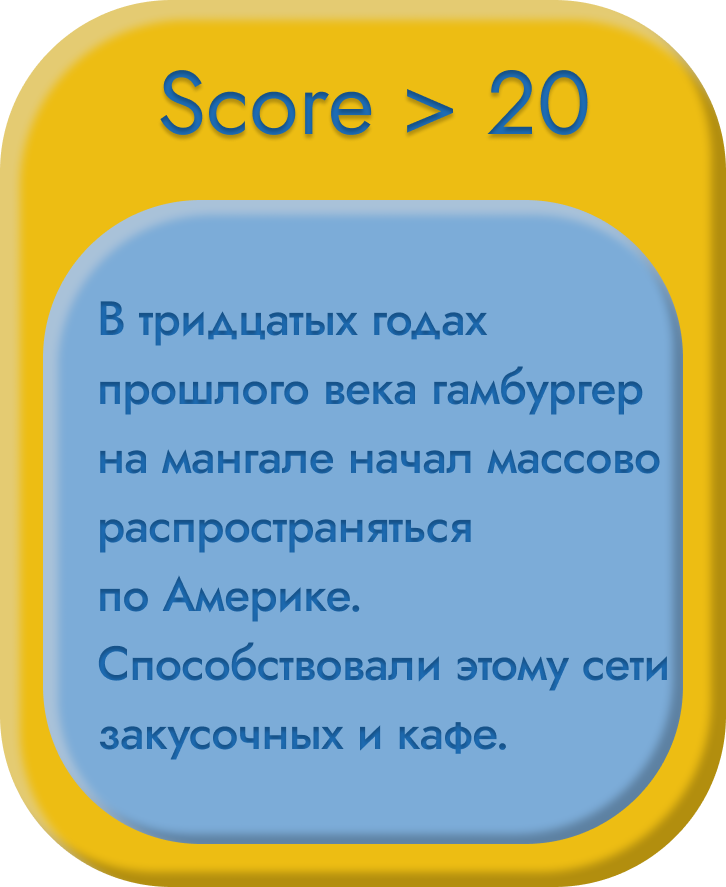 Score > 20
В тридцатых годах
прошлого века гамбургер
на мангале начал массово
распространяться
по Америке.
Способствовали этому сети
закусочных и кафе.